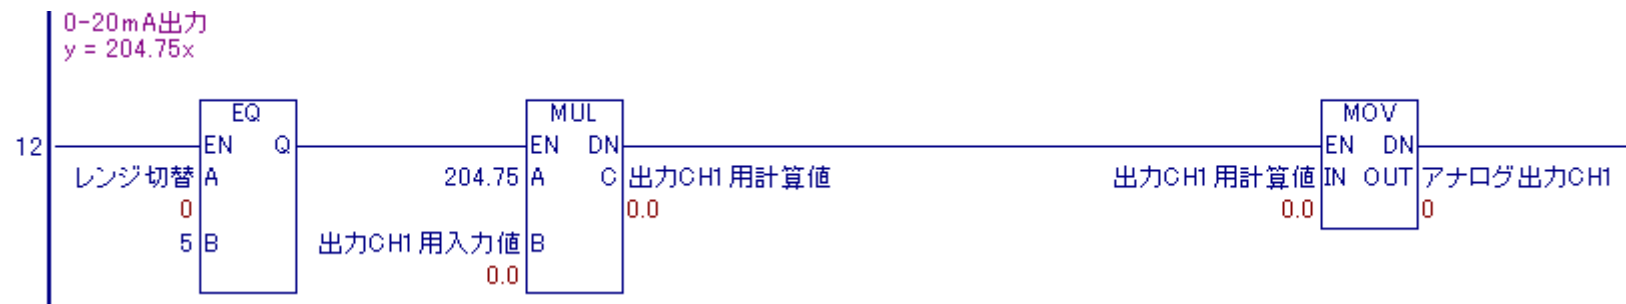 0-20mA出力
y = 204.75x
EQ MUL MOV
12 EN Q EN DN EN DN
レンジ切替 A 204.75 A C 出力CH1用計算値 出力CH1用計算値 IN OUT アナログ出力CH1
0 0.0 0.0 0
5 B 出力CH1用入力値 B
0.0